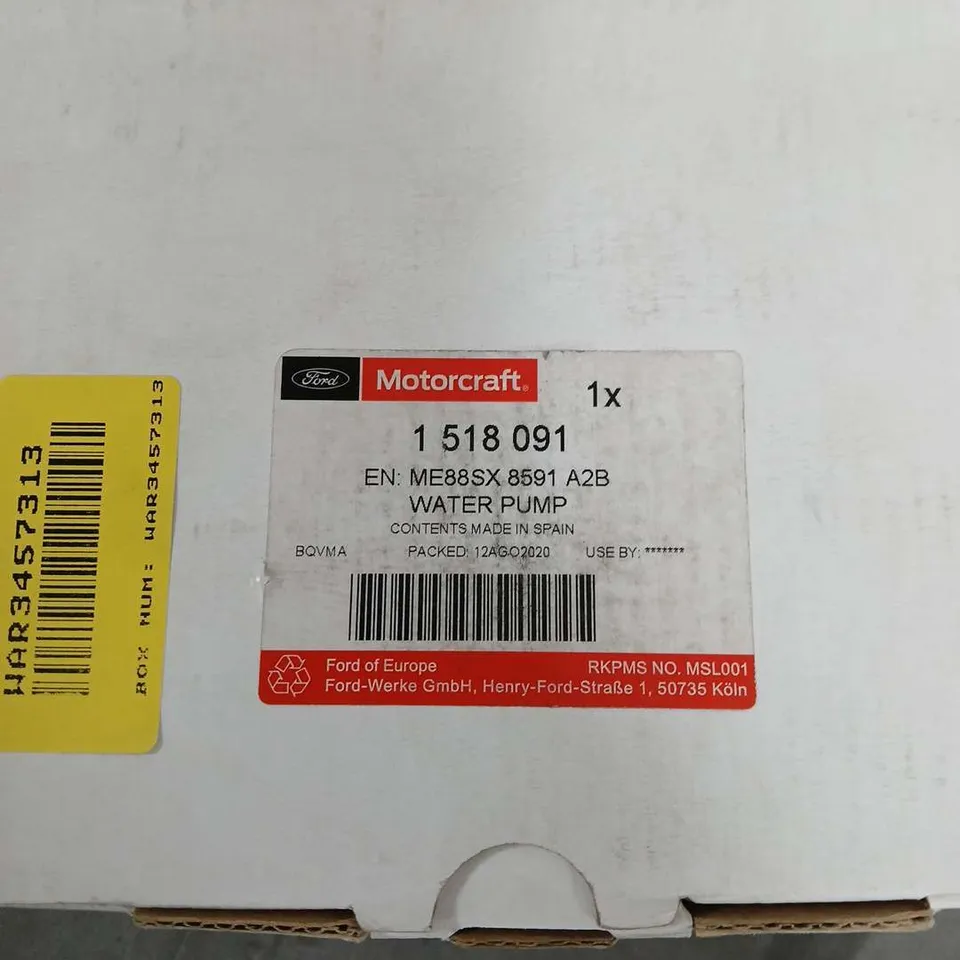 WAR3457313
BOX NUM: WAR3457313
Ford Motorcraft® 1x
1 518 091
EN: ME88SX 8591 A2B
WATER PUMP
CONTENTS MADE IN SPAIN
BQVMA PACKED: 12AGO2020 USE BY: *******
Ford of Europe RKPMS NO. MSL001
Ford-Werke GmbH, Henry-Ford-Straße 1, 50735 Köln